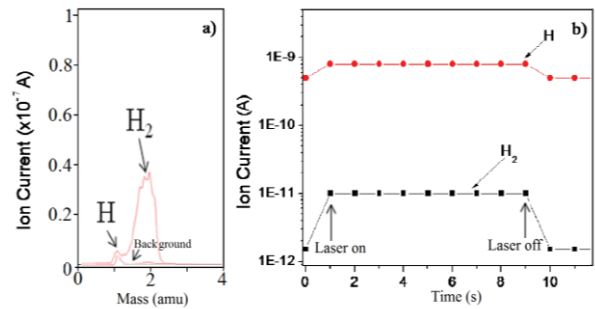 a)
Ion Current (x10⁻⁷ A)
1
0.8
0.6
0.4
0.2
0
H₂
H
Background
0 2 4
Mass (amu)
b)
Ion Current (A)
1E-9
1E-10
1E-11
1E-12
H
H₂
Laser on
Laser off
0 2 4 6 8 10
Time (s)